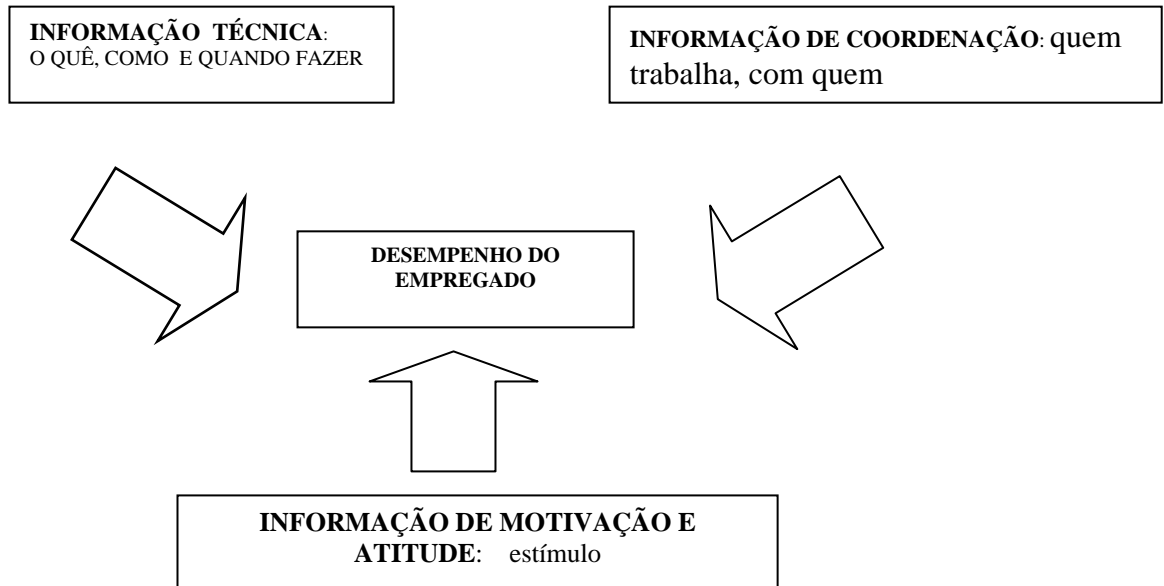 INFORMAÇÃO TÉCNICA:
O QUÊ, COMO E QUANDO FAZER
INFORMAÇÃO DE COORDENAÇÃO: quem
trabalha, com quem
DESEMPENHO DO
EMPREGADO
INFORMAÇÃO DE MOTIVAÇÃO E
ATITUDE: estímulo